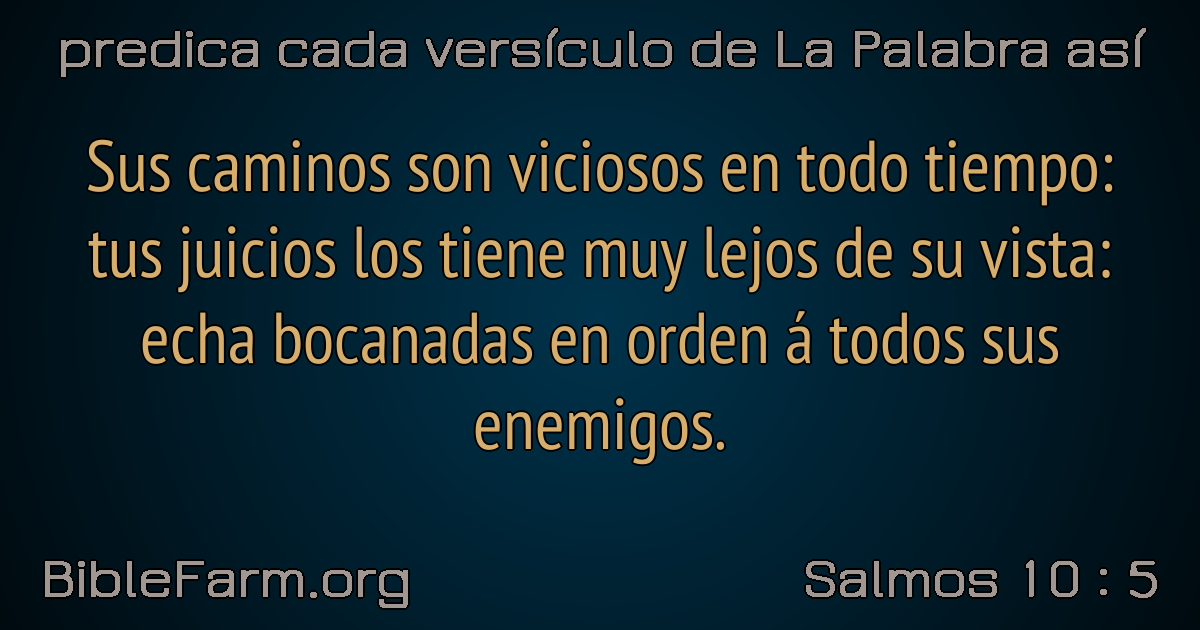 predica cada versículo de La Palabra así
Sus caminos son viciosos en todo tiempo:
tus juicios los tiene muy lejos de su vista:
echa bocanadas en orden á todos sus
enemigos.
BibleFarm.org
Salmos 10 : 5